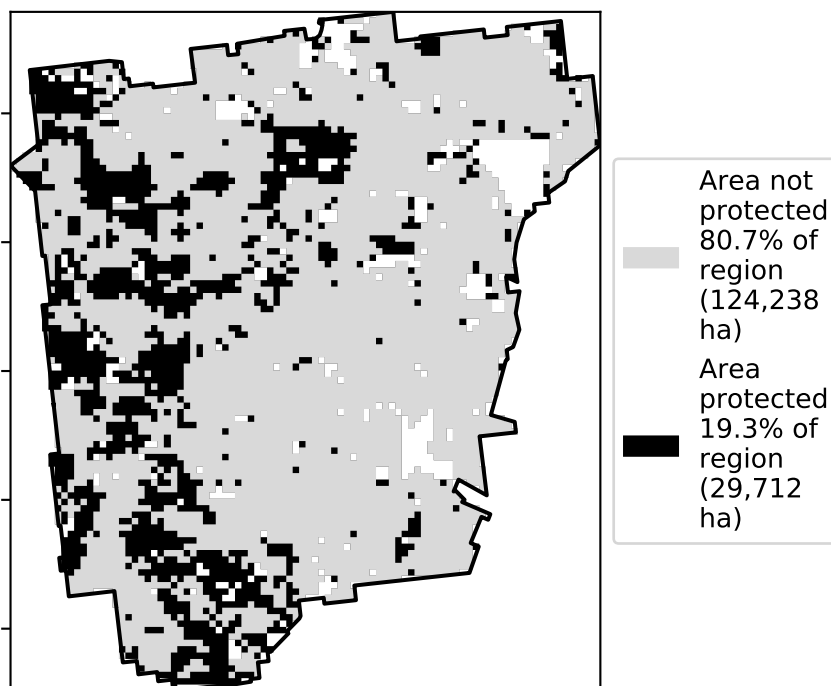 Area not
protected
80.7% of
region
(124,238
ha)
Area
protected
19.3% of
region
(29,712
ha)